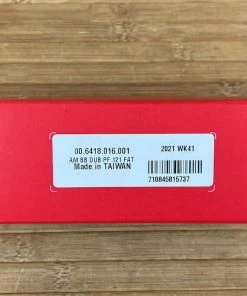 00.6418.016.001
2021 WK41
AM BB DUB PF 121 FAT
Made in TAIWAN
710845815737